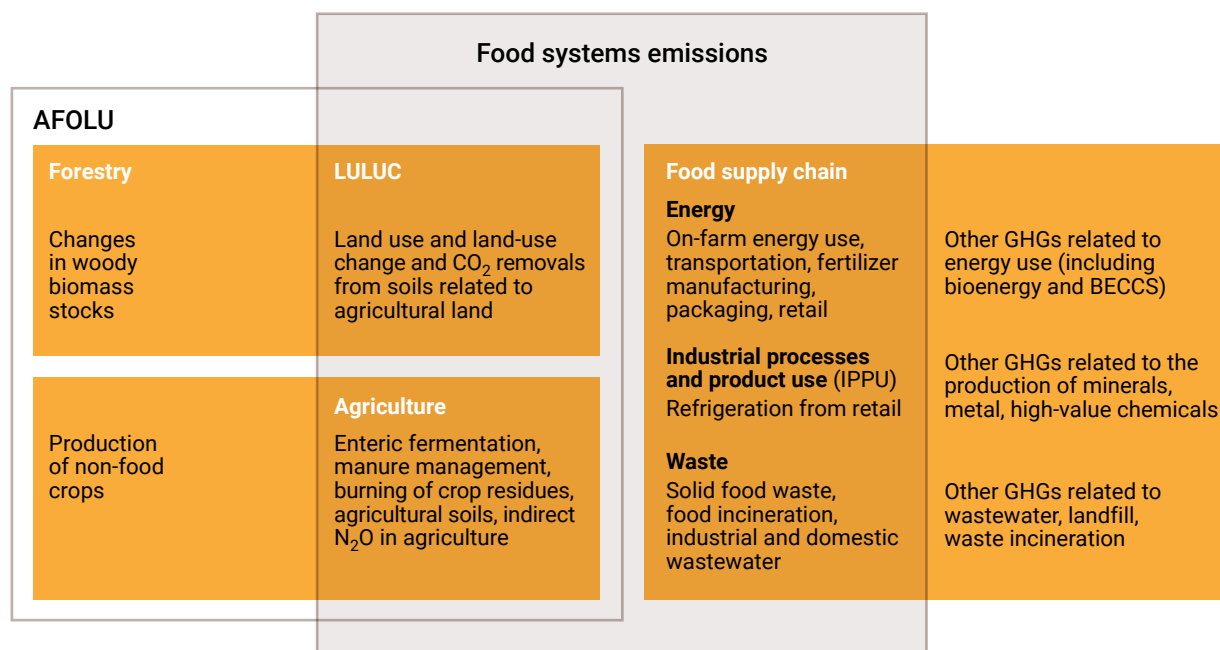 Food systems emissions
AFOLU
Forestry
Changes
in woody
biomass
stocks
LULUC
Land use and land-use
change and CO₂ removals
from soils related to
agricultural land
Production
of non-food
crops
Agriculture
Enteric fermentation,
manure management,
burning of crop residues,
agricultural soils, indirect
N₂O in agriculture
Food supply chain
Energy
On-farm energy use,
transportation, fertilizer
manufacturing,
packaging, retail
Other GHGs related to
energy use (including
bioenergy and BECCS)
Industrial processes
and product use (IPPU)
Refrigeration from retail
Other GHGs related to the
production of minerals,
metal, high-value chemicals
Waste
Solid food waste,
food incineration,
industrial and domestic
wastewater
Other GHGs related to
wastewater, landfill,
waste incineration